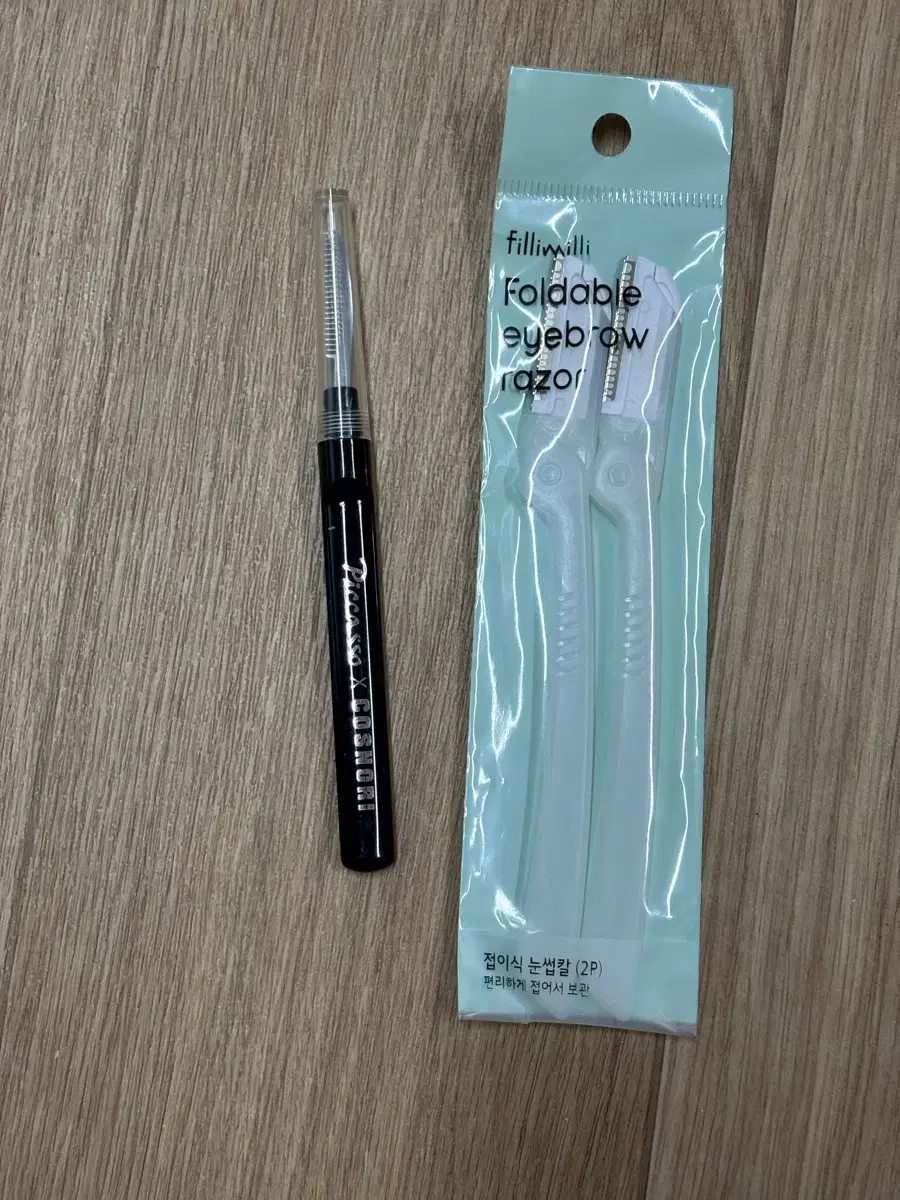 Piccasso X COSNORI
fillimilli
Foldable
eyebrow
razor
접이식 눈썹칼 (2P)
편리하게 접어서 보관